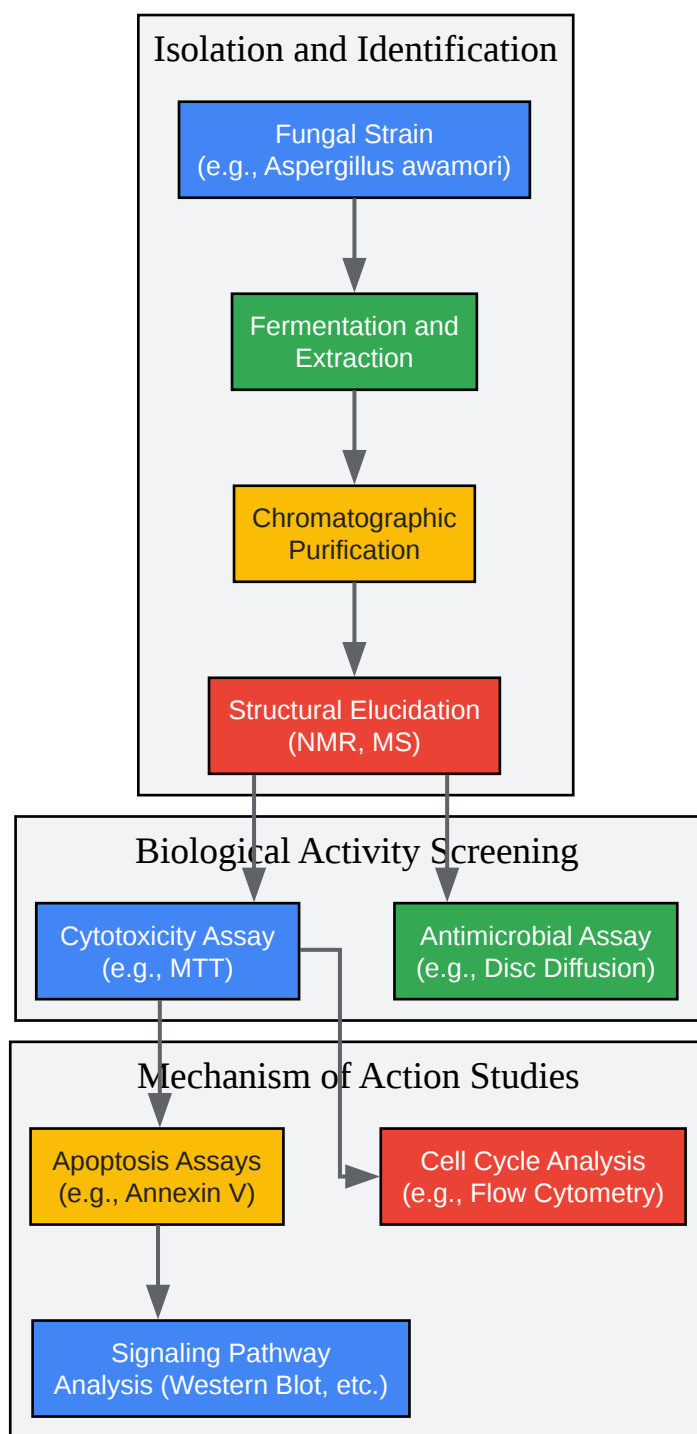 Isolation and Identification
Fungal Strain
(e.g., Aspergillus awamori)
Fermentation and
Extraction
Chromatographic
Purification
Structural Elucidation
(NMR, MS)
Biological Activity Screening
Cytotoxicity Assay
(e.g., MTT)
Antimicrobial Assay
(e.g., Disc Diffusion)
Mechanism of Action Studies
Apoptosis Assays
(e.g., Annexin V)
Cell Cycle Analysis
(e.g., Flow Cytometry)
Signaling Pathway
Analysis (Western Blot, etc.)